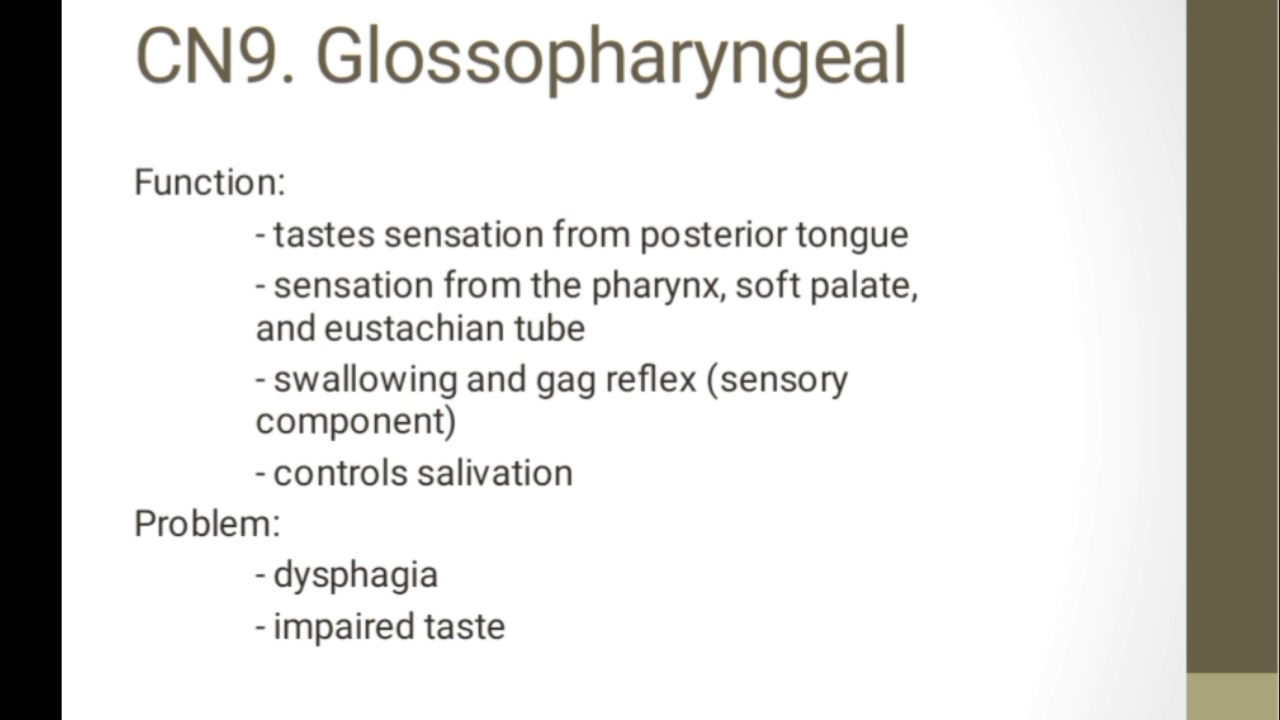 CN9. Glossopharyngeal
Function:
- tastes sensation from posterior tongue
- sensation from the pharynx, soft palate,
and eustachian tube
- swallowing and gag reflex (sensory
component)
- controls salivation
Problem:
- dysphagia
- impaired taste